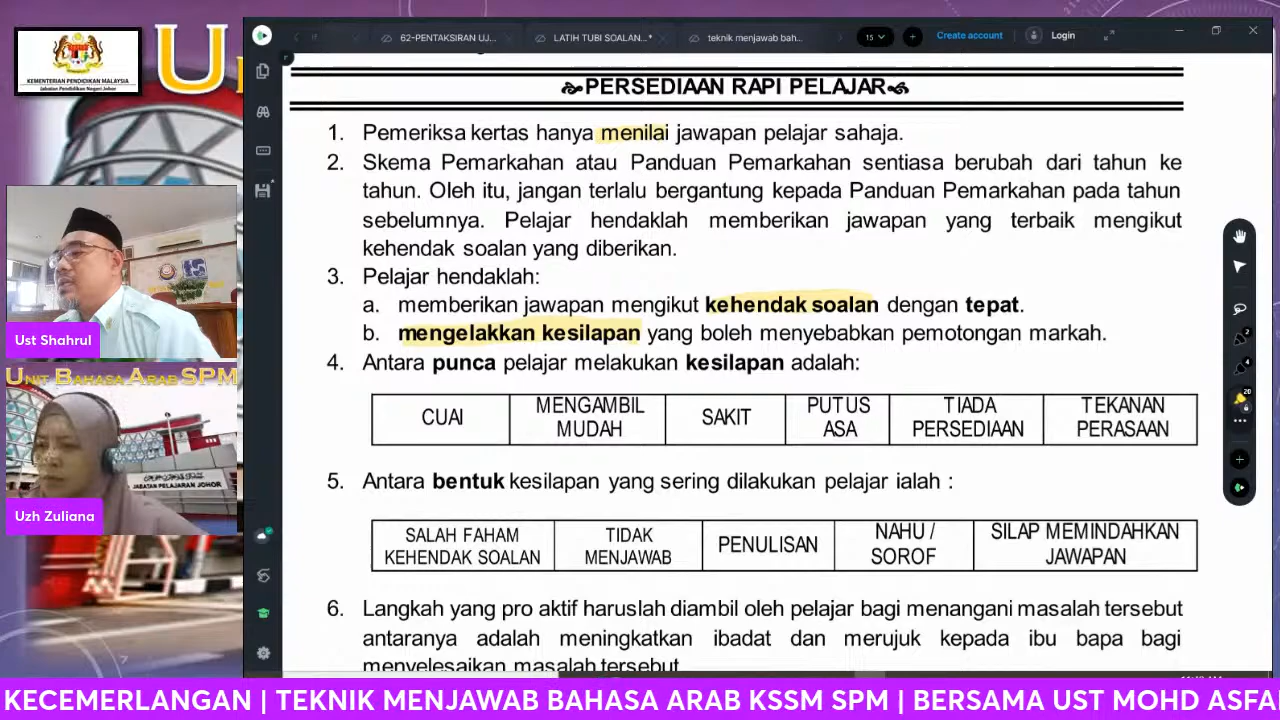 KEMENTERIAN PENDIDIKAN MALAYSIA
Jabatan Pendidikan Negeri Johor
62-PENTAKSIRAN UJ...
LATIH TUBI SOALAN...*
teknik menjawab bah...
15
Create account
Login
PERSEDIAAN RAPI PELAJAR
1. Pemeriksa kertas hanya menilai jawapan pelajar sahaja.
2. Skema Pemarkahan atau Panduan Pemarkahan sentiasa berubah dari tahun ke
tahun. Oleh itu, jangan terlalu bergantung kepada Panduan Pemarkahan pada tahun
sebelumnya. Pelajar hendaklah memberikan jawapan yang terbaik mengikut
kehendak soalan yang diberikan.
3. Pelajar hendaklah:
a. memberikan jawapan mengikut kehendak soalan dengan tepat.
b. mengelakkan kesilapan yang boleh menyebabkan pemotongan markah.
4. Antara punca pelajar melakukan kesilapan adalah:
CUAI
MENGAMBIL
MUDAH
SAKIT
PUTUS
ASA
TIADA
PERSEDIAAN
TEKANAN
PERASAAN
5. Antara bentuk kesilapan yang sering dilakukan pelajar ialah :
SALAH FAHAM
KEHENDAK SOALAN
TIDAK
MENJAWAB
PENULISAN
NAHU /
SOROF
SILAP MEMINDAHKAN
JAWAPAN
6. Langkah yang pro aktif haruslah diambil oleh pelajar bagi menangani masalah tersebut
antaranya adalah meningkatkan ibadat dan merujuk kepada ibu bapa bagi
menyelesaikan masalah tersebut
2
4
20
Ust Shahrul
UNIT BAHASA ARAB SPM
JABATAN PELAJARAN JOHOR
Uzh Zuliana
KECEMERLANGAN | TEKNIK MENJAWAB BAHASA ARAB KSSM SPM | BERSAMA UST MOHD ASFA